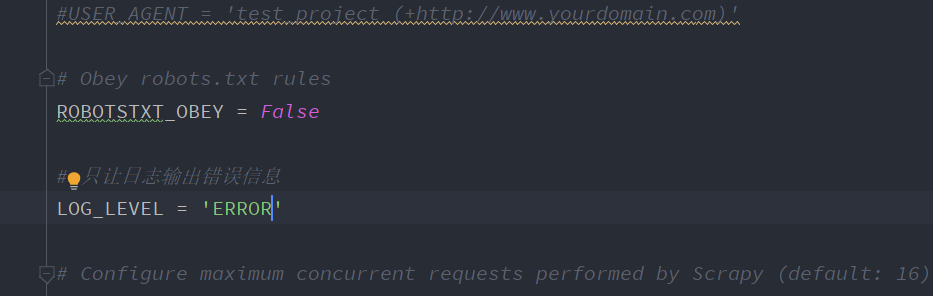 #USER_AGENT = 'test_project (+http://www.yourdomain.com)'
# Obey robots.txt rules
ROBOTSTXT_OBEY = False
# 只让日志输出错误信息
LOG_LEVEL = 'ERROR'
# Configure maximum concurrent requests performed by Scrapy (default: 16)